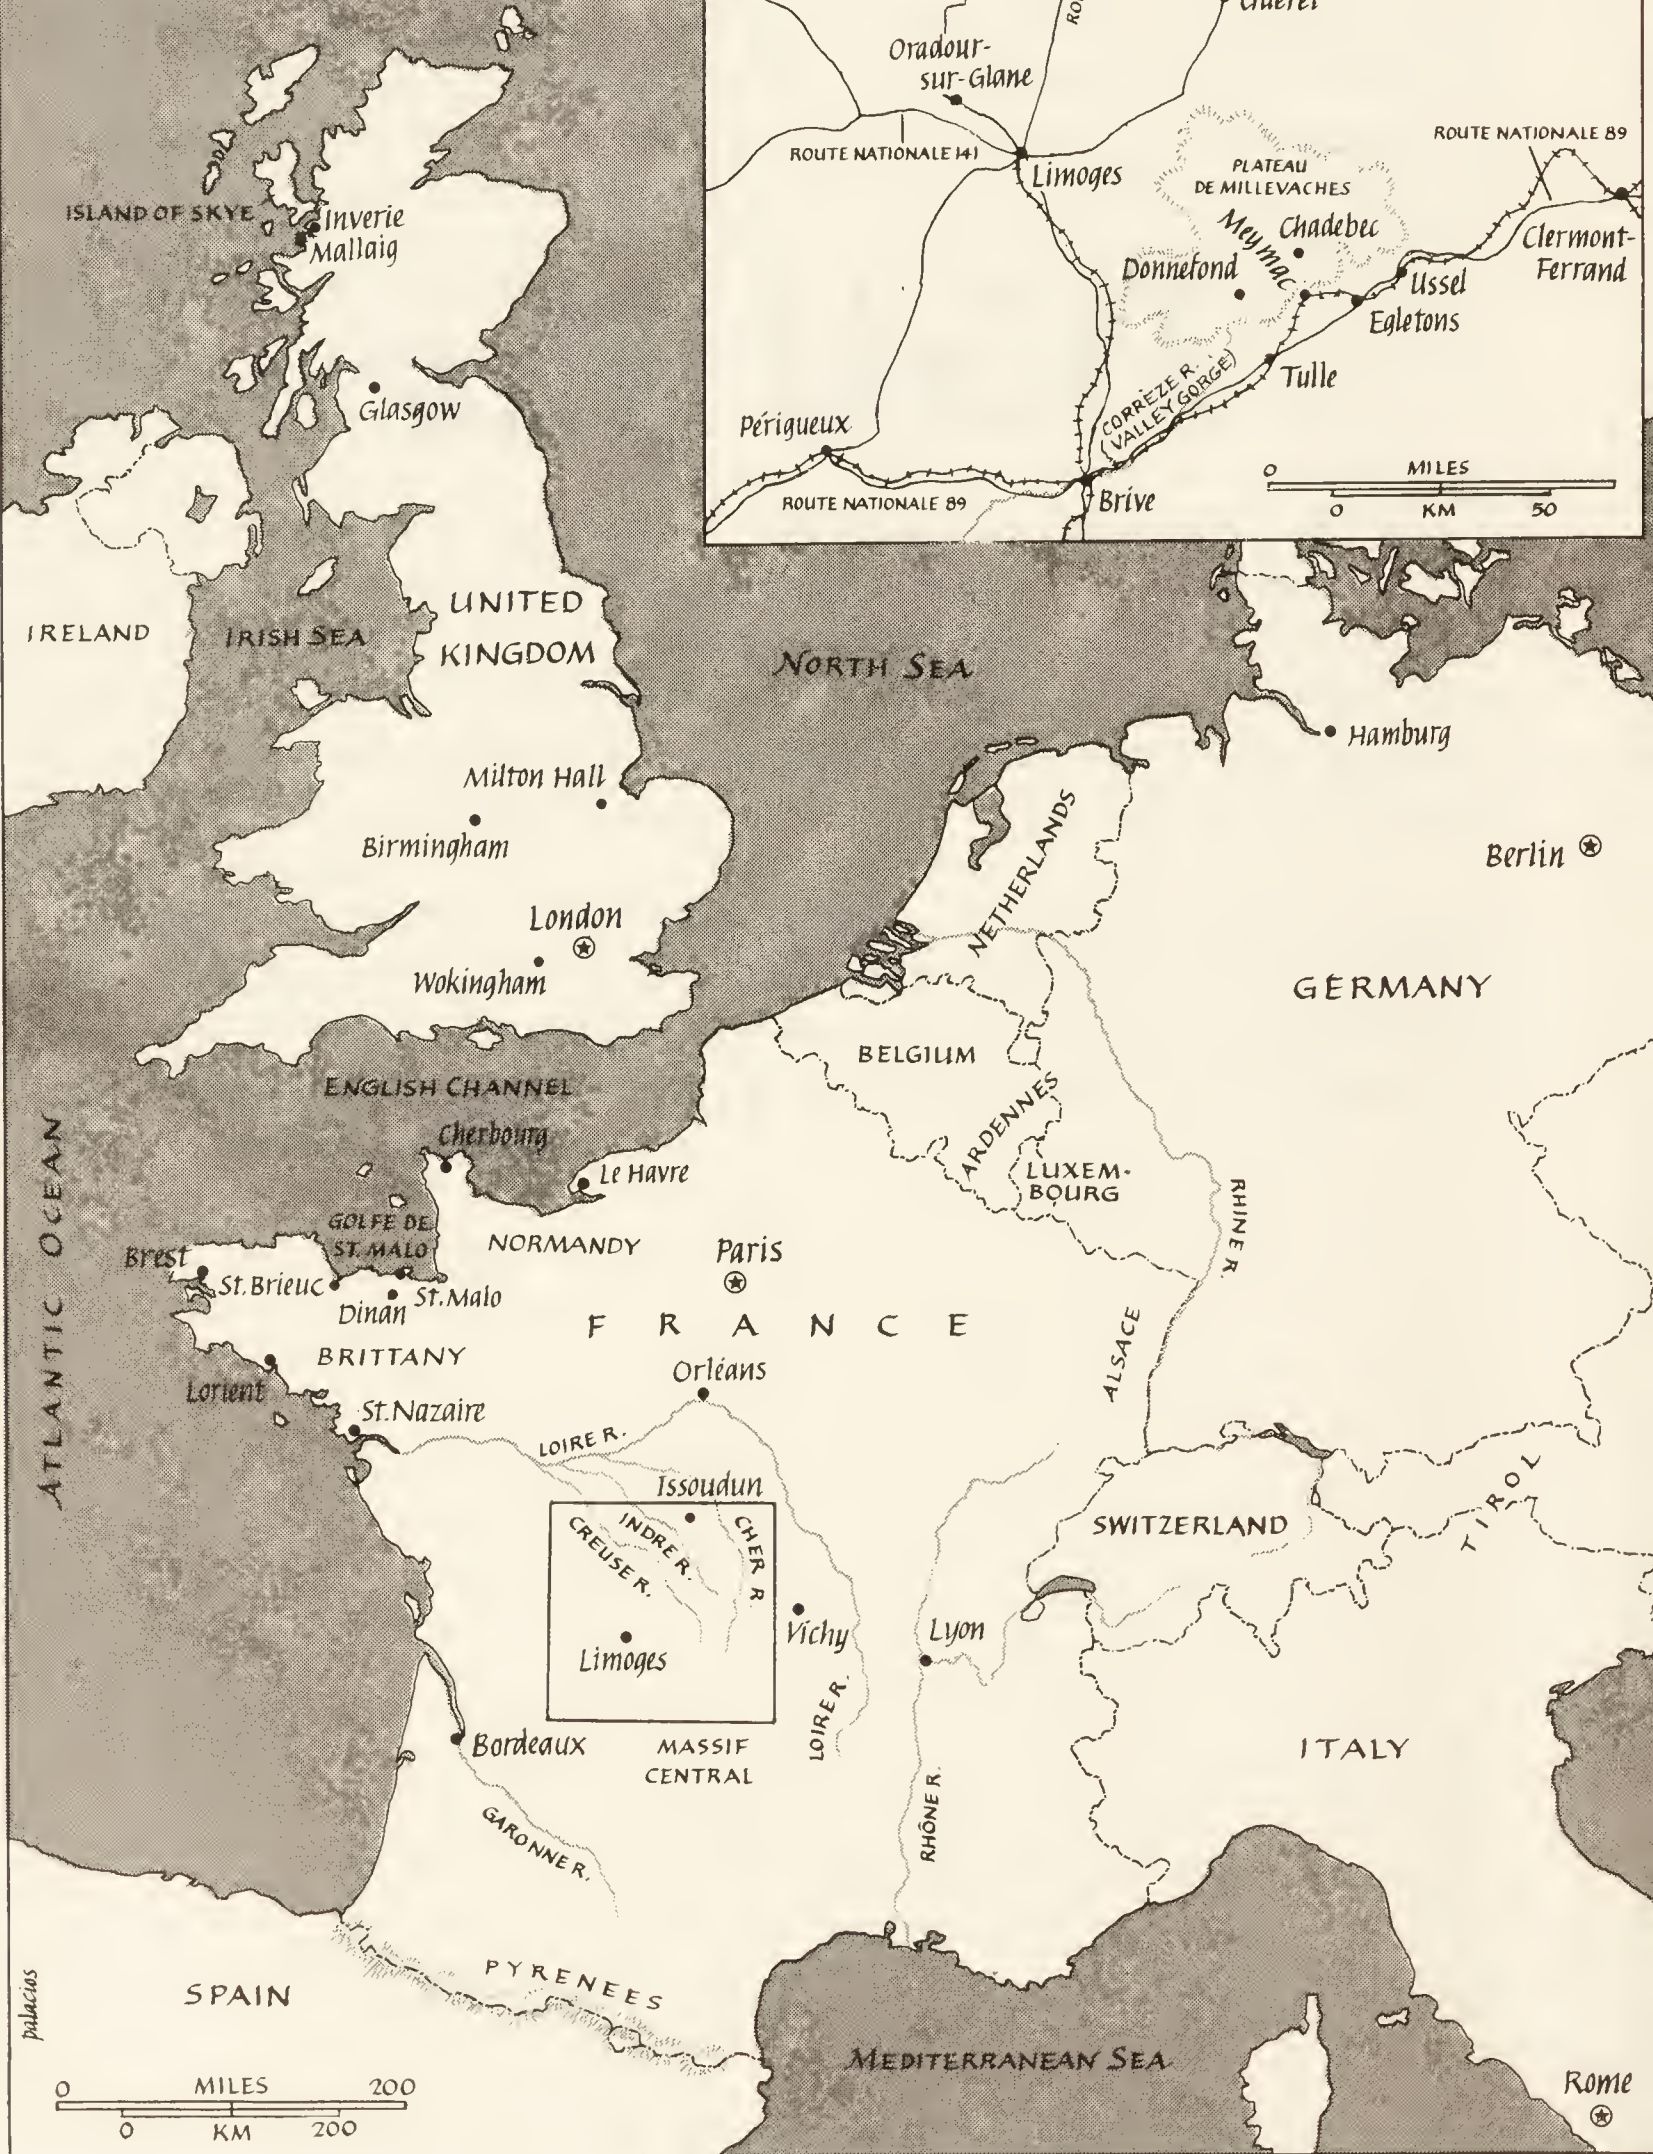 Oradour-
sur-Glane
ROUTE NATIONALE 141
Limoges
PLATEAU
DE MILLEVACHES
ROUTE NATIONALE 89
Meymac
Chadebec
Donnefond
Clermont-
Ferrand
Ussel
Egletons
Tulle
CORRÈZE R.
(VALLEY GORGE)
Périgueux
ROUTE NATIONALE 89
Brive
0 MILES
0 KM 50
ISLAND OF SKYE
Inverie
Mallaig
Glasgow
IRELAND
IRISH SEA
UNITED
KINGDOM
NORTH SEA
Hamburg
Milton Hall
Birmingham
Berlin
NETHERLANDS
London
Wokingham
GERMANY
BELGIUM
ENGLISH CHANNEL
ARDENNES
Cherbourg
LUXEM-
BOURG
Le Havre
ATLANTIC OCEAN
GOLFE DE
ST. MALO
NORMANDY
Paris
RHINE R.
Brest
St. Brieuc
St. Malo
Dinan
FRANCE
BRITTANY
Orléans
ALSACE
Lorient
St. Nazaire
LOIRE R.
Issoudun
INDRE R.
CREUSE R.
CHER R.
SWITZERLAND
TIROL
Vichy
Lyon
Limoges
LOIRE R.
Bordeaux
MASSIF
CENTRAL
ITALY
GARONNE R.
RHÔNE R.
PYRENEES
SPAIN
palacios
MEDITERRANEAN SEA
Rome
0 MILES 200
0 KM 200